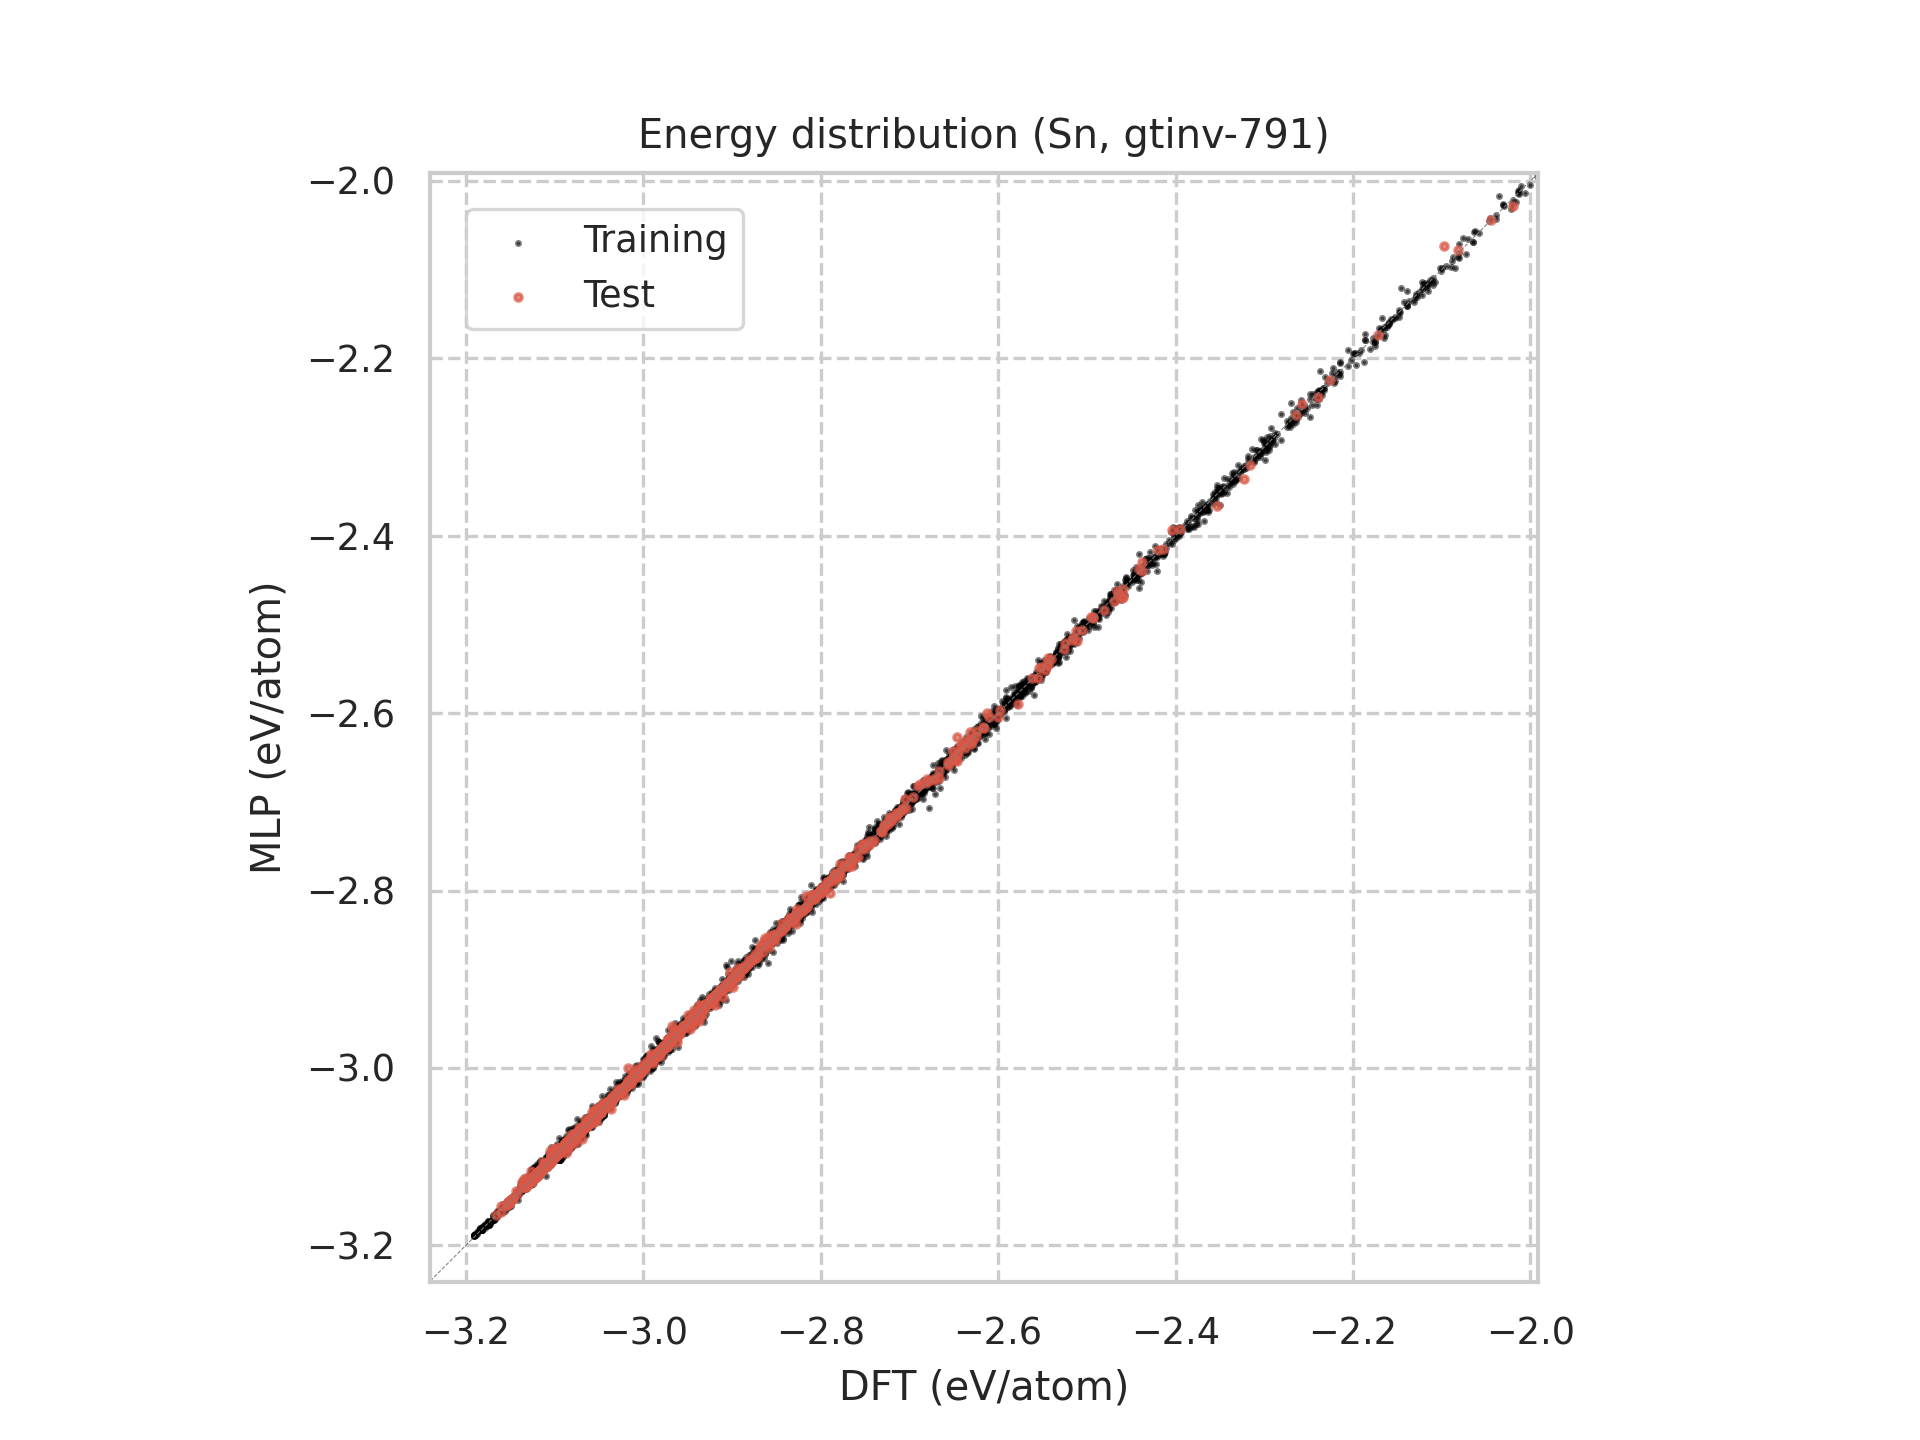 Energy distribution (Sn, gtinv-791)
Training
Test
MLP (eV/atom)
−2.0
−2.2
−2.4
−2.6
−2.8
−3.0
−3.2
−3.2 −3.0 −2.8 −2.6 −2.4 −2.2 −2.0
DFT (eV/atom)